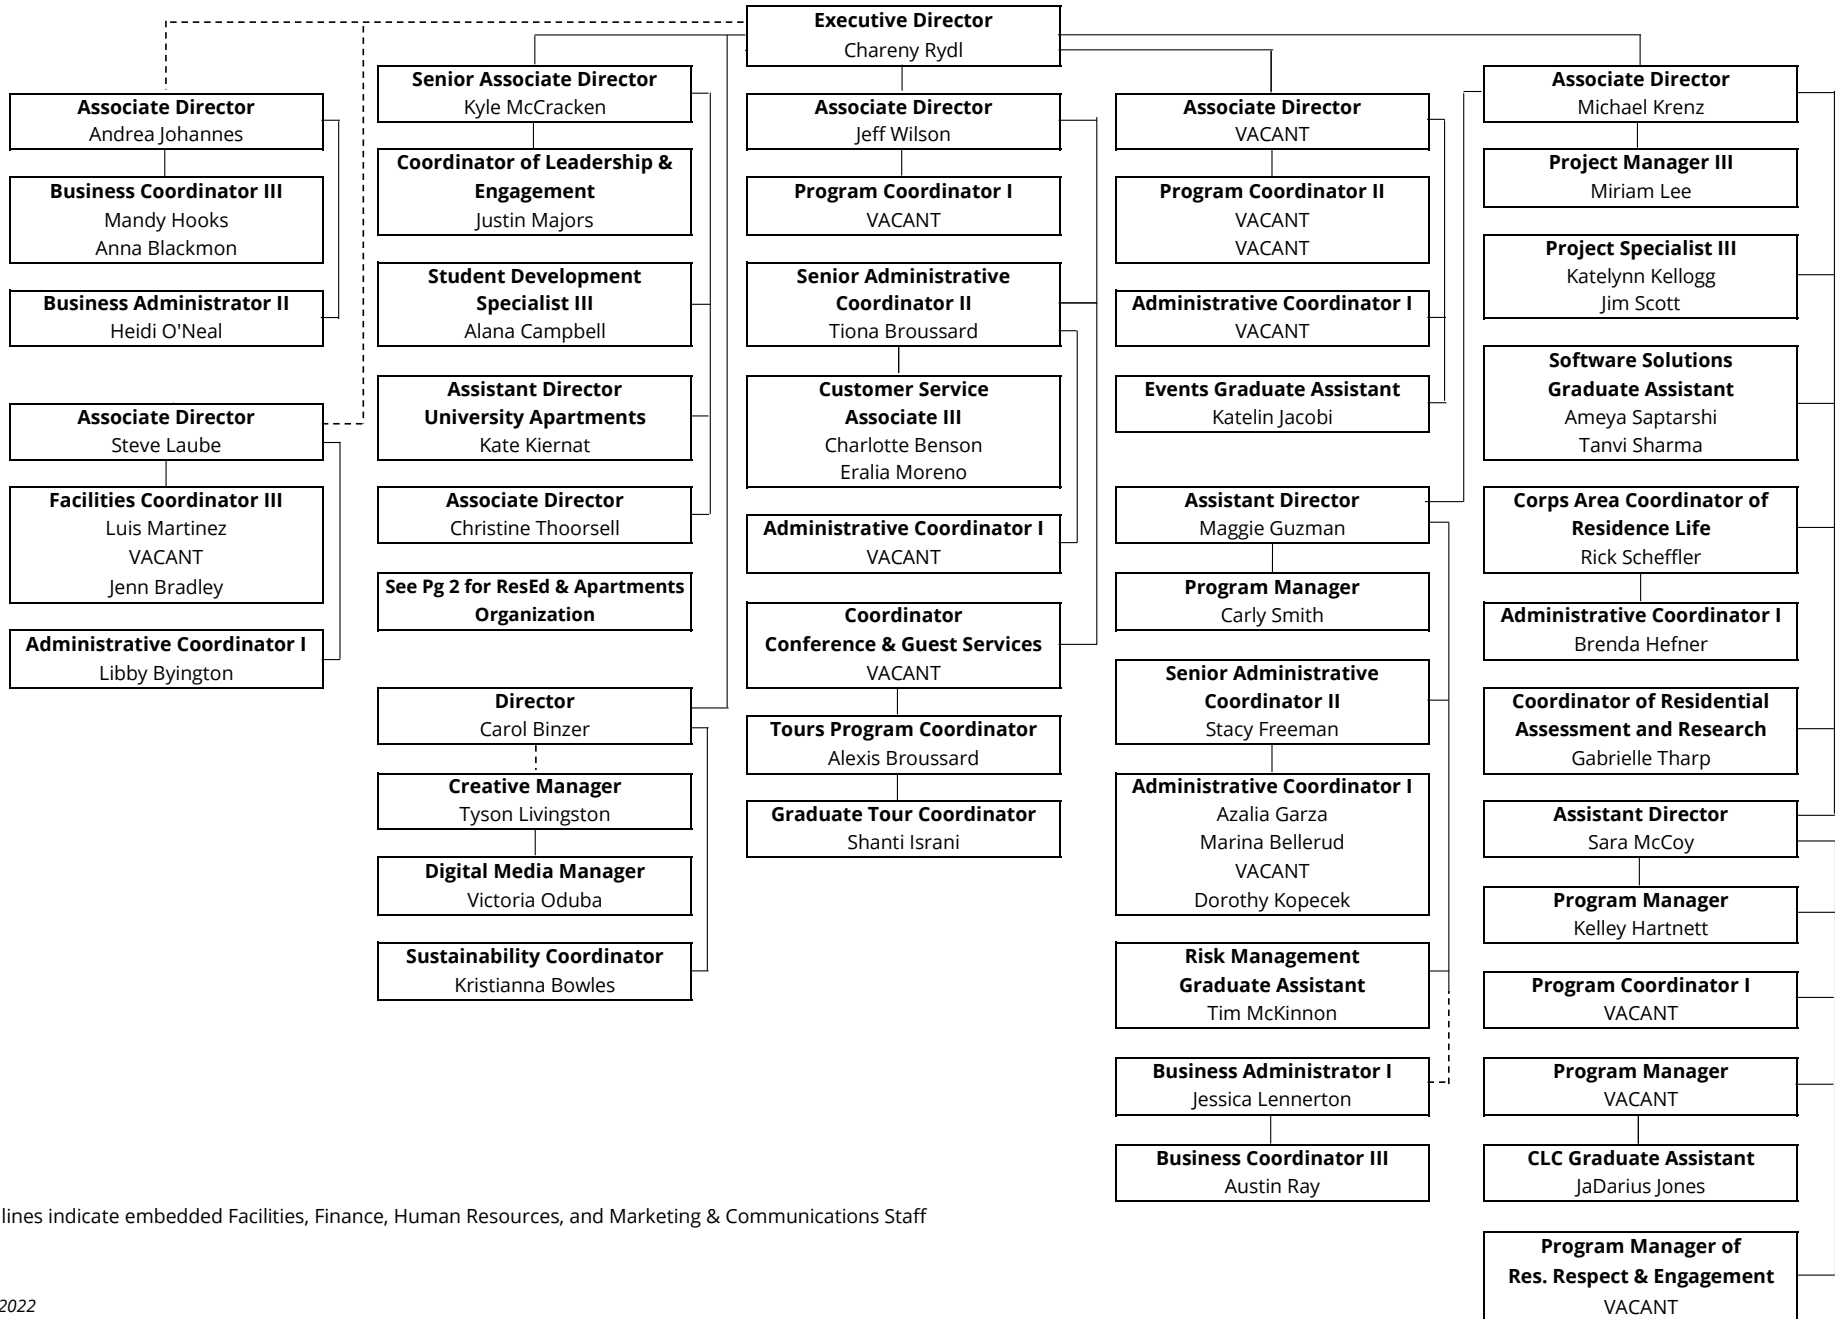 Executive Director
Chareny Rydl
Associate Director
Andrea Johannes
Business Coordinator III
Mandy Hooks
Anna Blackmon
Business Administrator II
Heidi O'Neal
Associate Director
Steve Laube
Facilities Coordinator III
Luis Martinez
VACANT
Jenn Bradley
Administrative Coordinator I
Libby Byington
Senior Associate Director
Kyle McCracken
Coordinator of Leadership &
Engagement
Justin Majors
Student Development
Specialist III
Alana Campbell
Assistant Director
University Apartments
Kate Kiernat
Associate Director
Christine Thoorsell
See Pg 2 for ResEd & Apartments
Organization
Director
Carol Binzer
Creative Manager
Tyson Livingston
Digital Media Manager
Victoria Oduba
Sustainability Coordinator
Kristianna Bowles
Associate Director
Jeff Wilson
Program Coordinator I
VACANT
Senior Administrative
Coordinator II
Tiona Broussard
Customer Service
Associate III
Charlotte Benson
Eralia Moreno
Administrative Coordinator I
VACANT
Coordinator
Conference & Guest Services
VACANT
Tours Program Coordinator
Alexis Broussard
Graduate Tour Coordinator
Shanti Israni
Associate Director
VACANT
Program Coordinator II
VACANT
VACANT
Administrative Coordinator I
VACANT
Events Graduate Assistant
Katelin Jacobi
Assistant Director
Maggie Guzman
Program Manager
Carly Smith
Senior Administrative
Coordinator II
Stacy Freeman
Administrative Coordinator I
Azalia Garza
Marina Bellerud
VACANT
Dorothy Kopecek
Risk Management
Graduate Assistant
Tim McKinnon
Business Administrator I
Jessica Lennerton
Business Coordinator III
Austin Ray
Associate Director
Michael Krenz
Project Manager III
Miriam Lee
Project Specialist III
Katelynn Kellogg
Jim Scott
Software Solutions
Graduate Assistant
Ameya Saptarshi
Tanvi Sharma
Corps Area Coordinator of
Residence Life
Rick Scheffler
Administrative Coordinator I
Brenda Hefner
Coordinator of Residential
Assessment and Research
Gabrielle Tharp
Assistant Director
Sara McCoy
Program Manager
Kelley Hartnett
Program Coordinator I
VACANT
Program Manager
VACANT
CLC Graduate Assistant
JaDarius Jones
Program Manager of
Res. Respect & Engagement
VACANT
lines indicate embedded Facilities, Finance, Human Resources, and Marketing & Communications Staff
2022